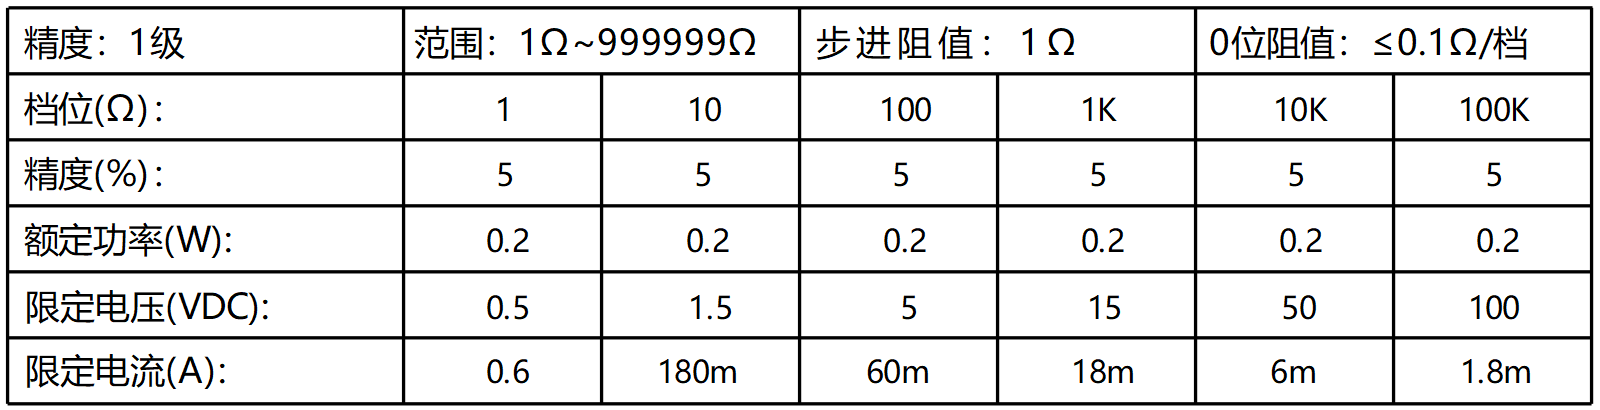 精度：1级 范围：1Ω~999999Ω 步进阻值：1Ω 0位阻值：≤0.1Ω/档
档位(Ω)： 1 10 100 1K 10K 100K
精度(%)： 5 5 5 5 5 5
额定功率(W): 0.2 0.2 0.2 0.2 0.2 0.2
限定电压(VDC): 0.5 1.5 5 15 50 100
限定电流(A): 0.6 180m 60m 18m 6m 1.8m